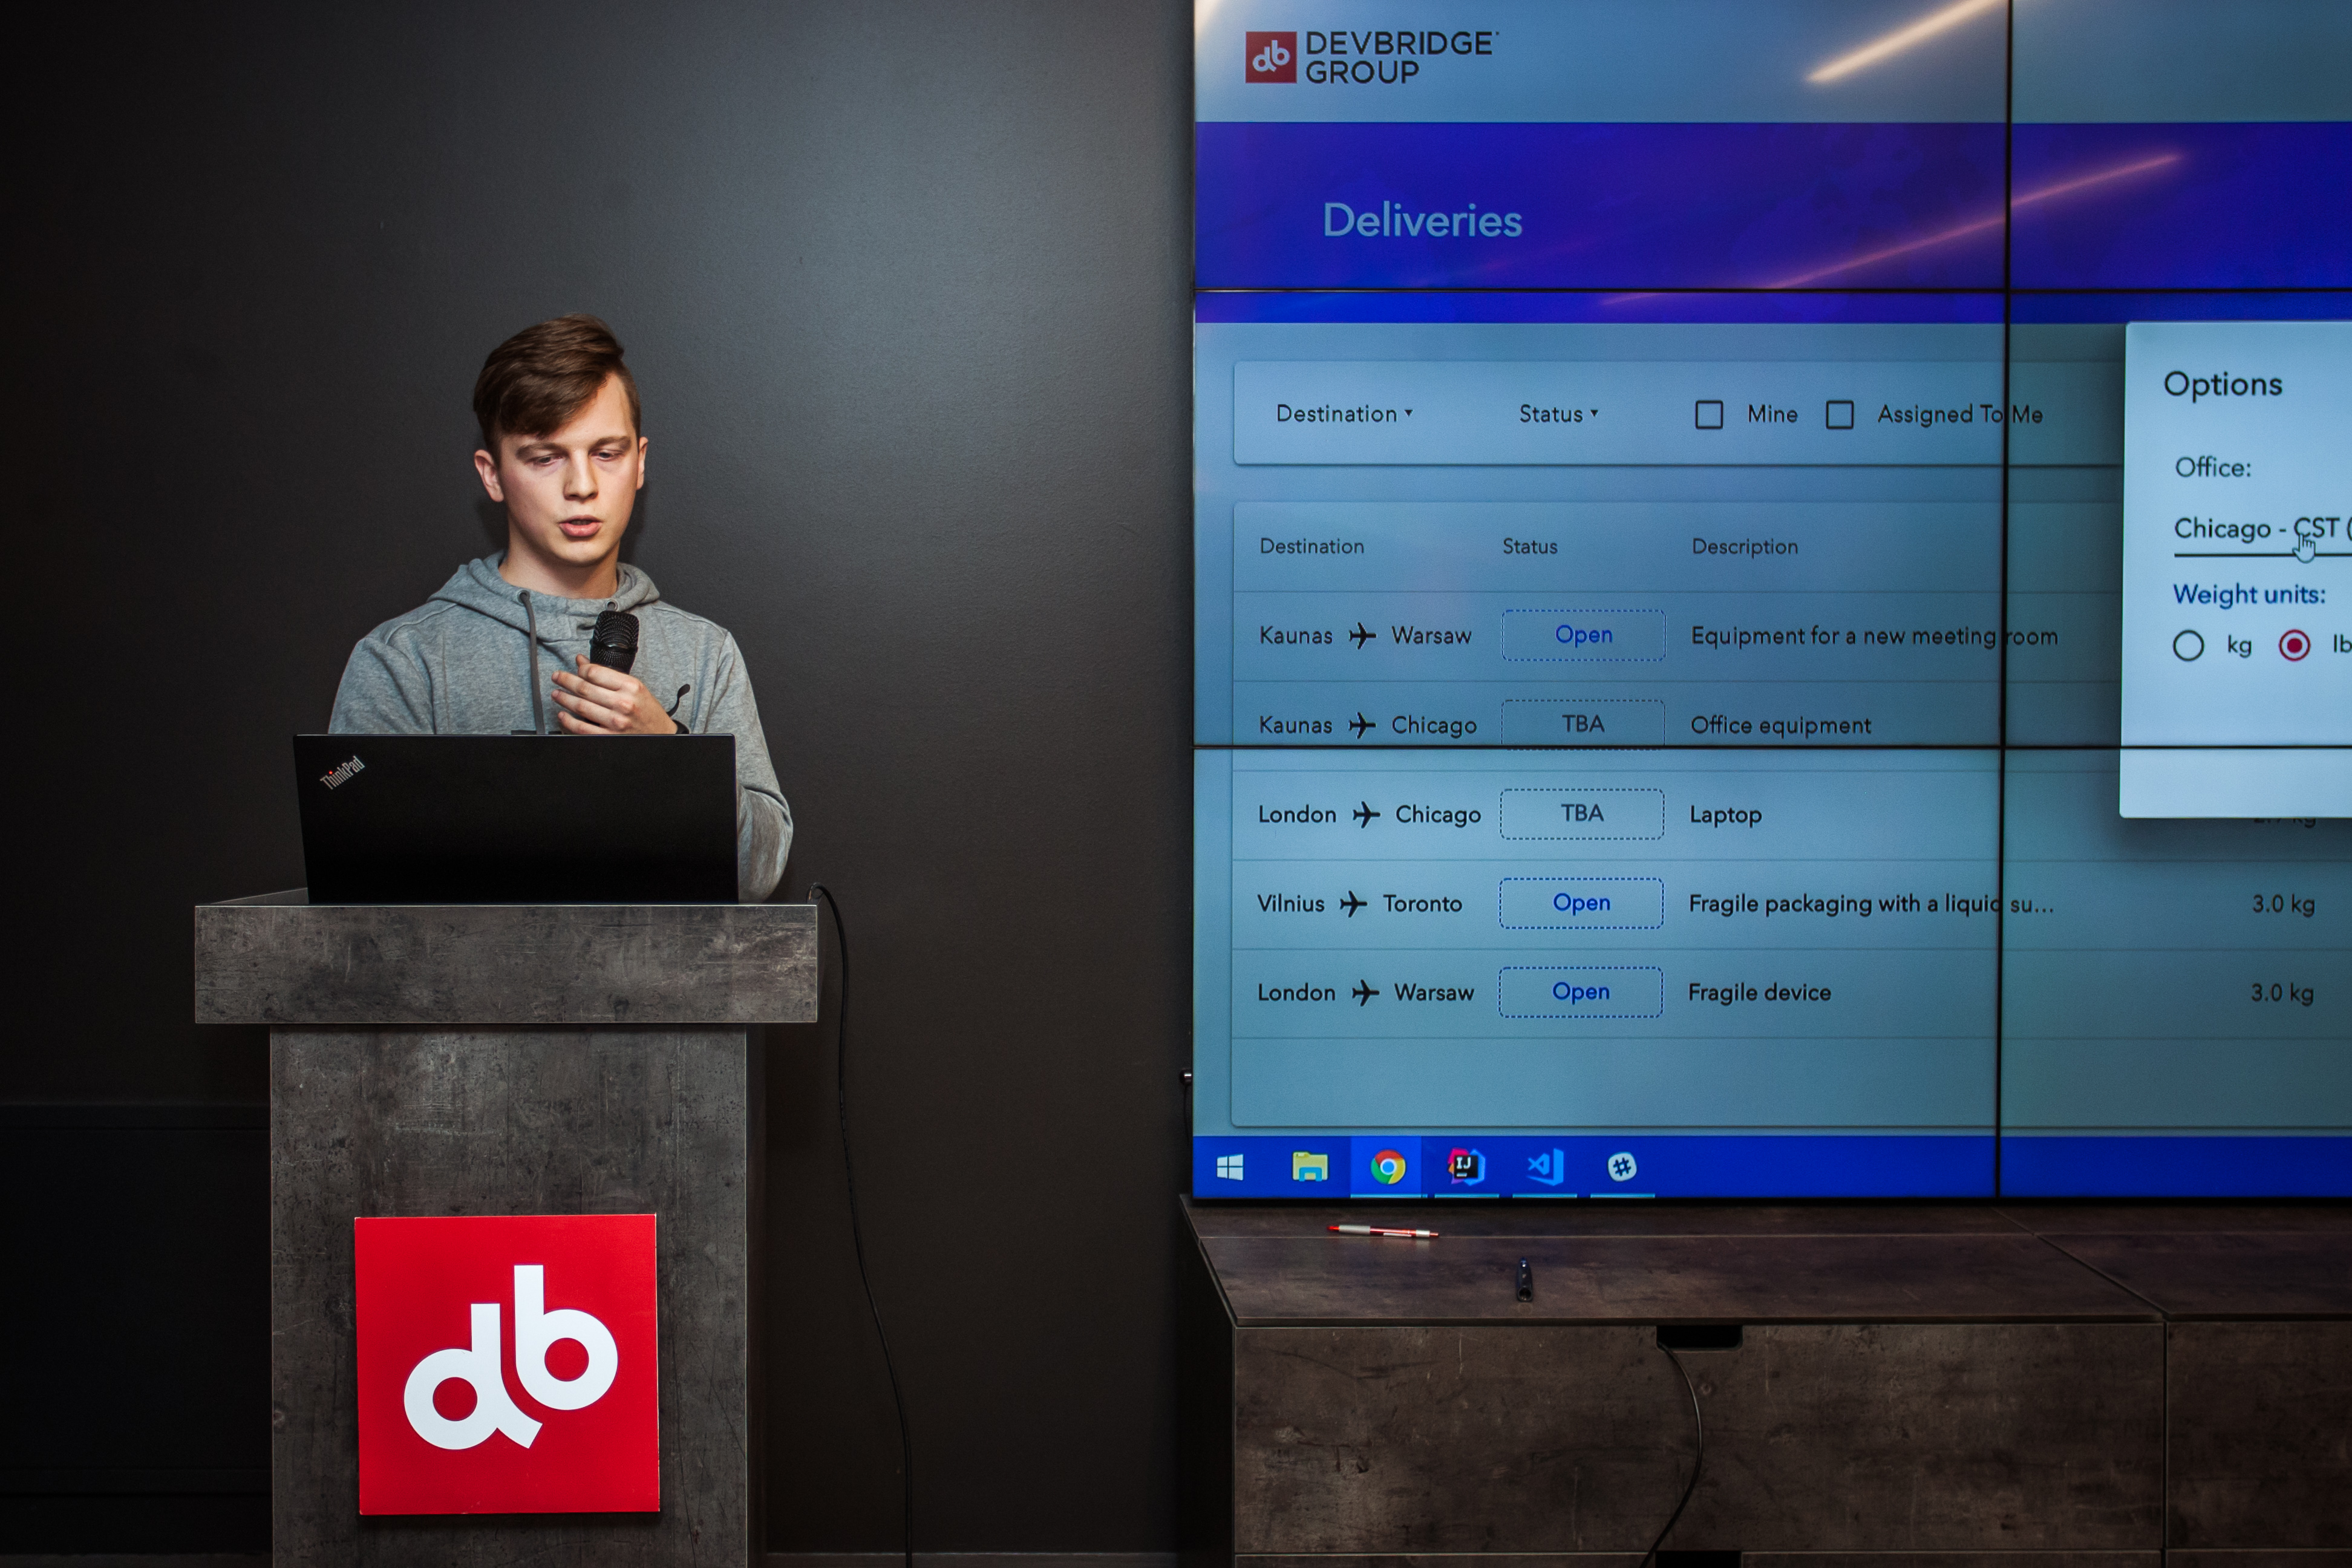 DEVBRIDGE
GROUP
Deliveries
Destination Status Mine Assigned To Me
Destination Status Description
Kaunas Warsaw Open Equipment for a new meeting room
Kaunas Chicago TBA Office equipment
London Chicago TBA Laptop
Vilnius Toronto Open Fragile packaging with a liquid su... 3.0 kg
London Warsaw Open Fragile device 3.0 kg
Options
Office:
Chicago - CST (
Weight units:
kg lb
IJ
ThinkPad
db